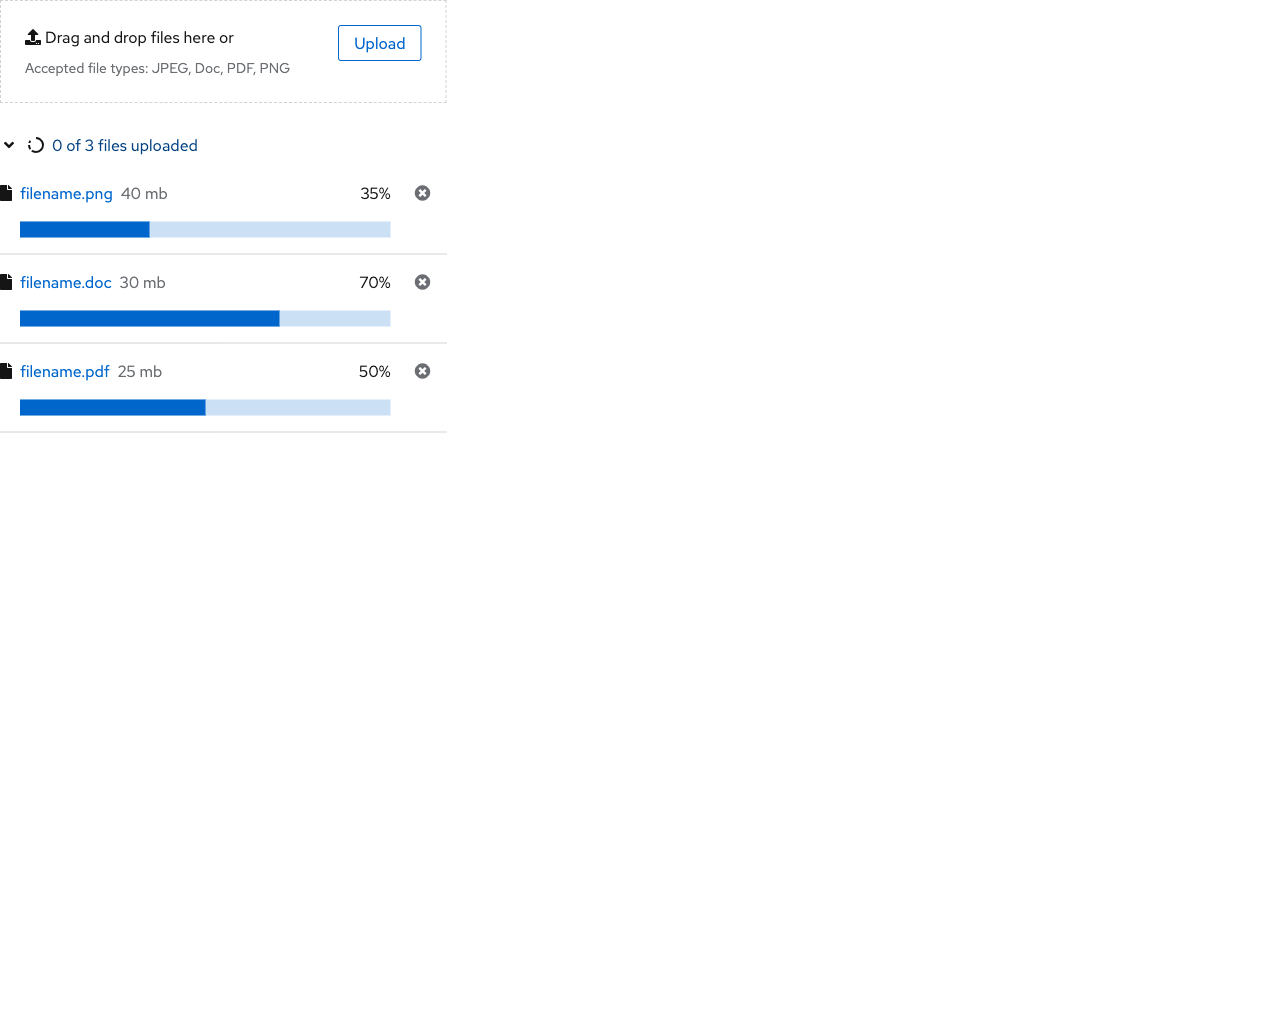 Drag and drop files here or
Upload
Accepted file types: JPEG, Doc, PDF, PNG
0 of 3 files uploaded
filename.png 40 mb 35%
filename.doc 30 mb 70%
filename.pdf 25 mb 50%